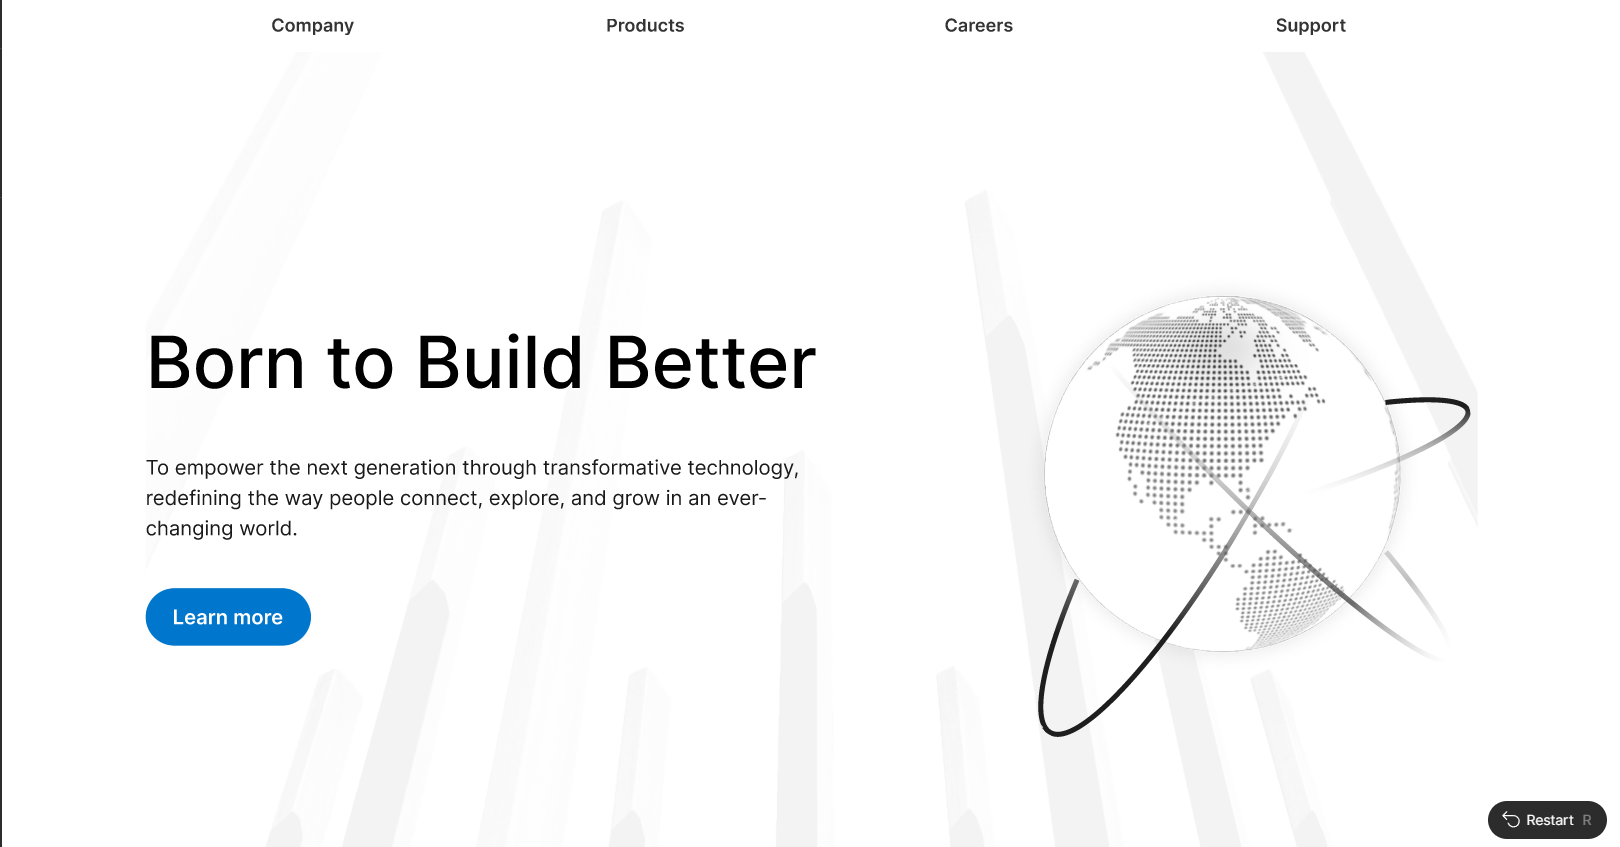 Company Products Careers Support
Born to Build Better
To empower the next generation through transformative technology,
redefining the way people connect, explore, and grow in an ever-
changing world.
Learn more
Restart R